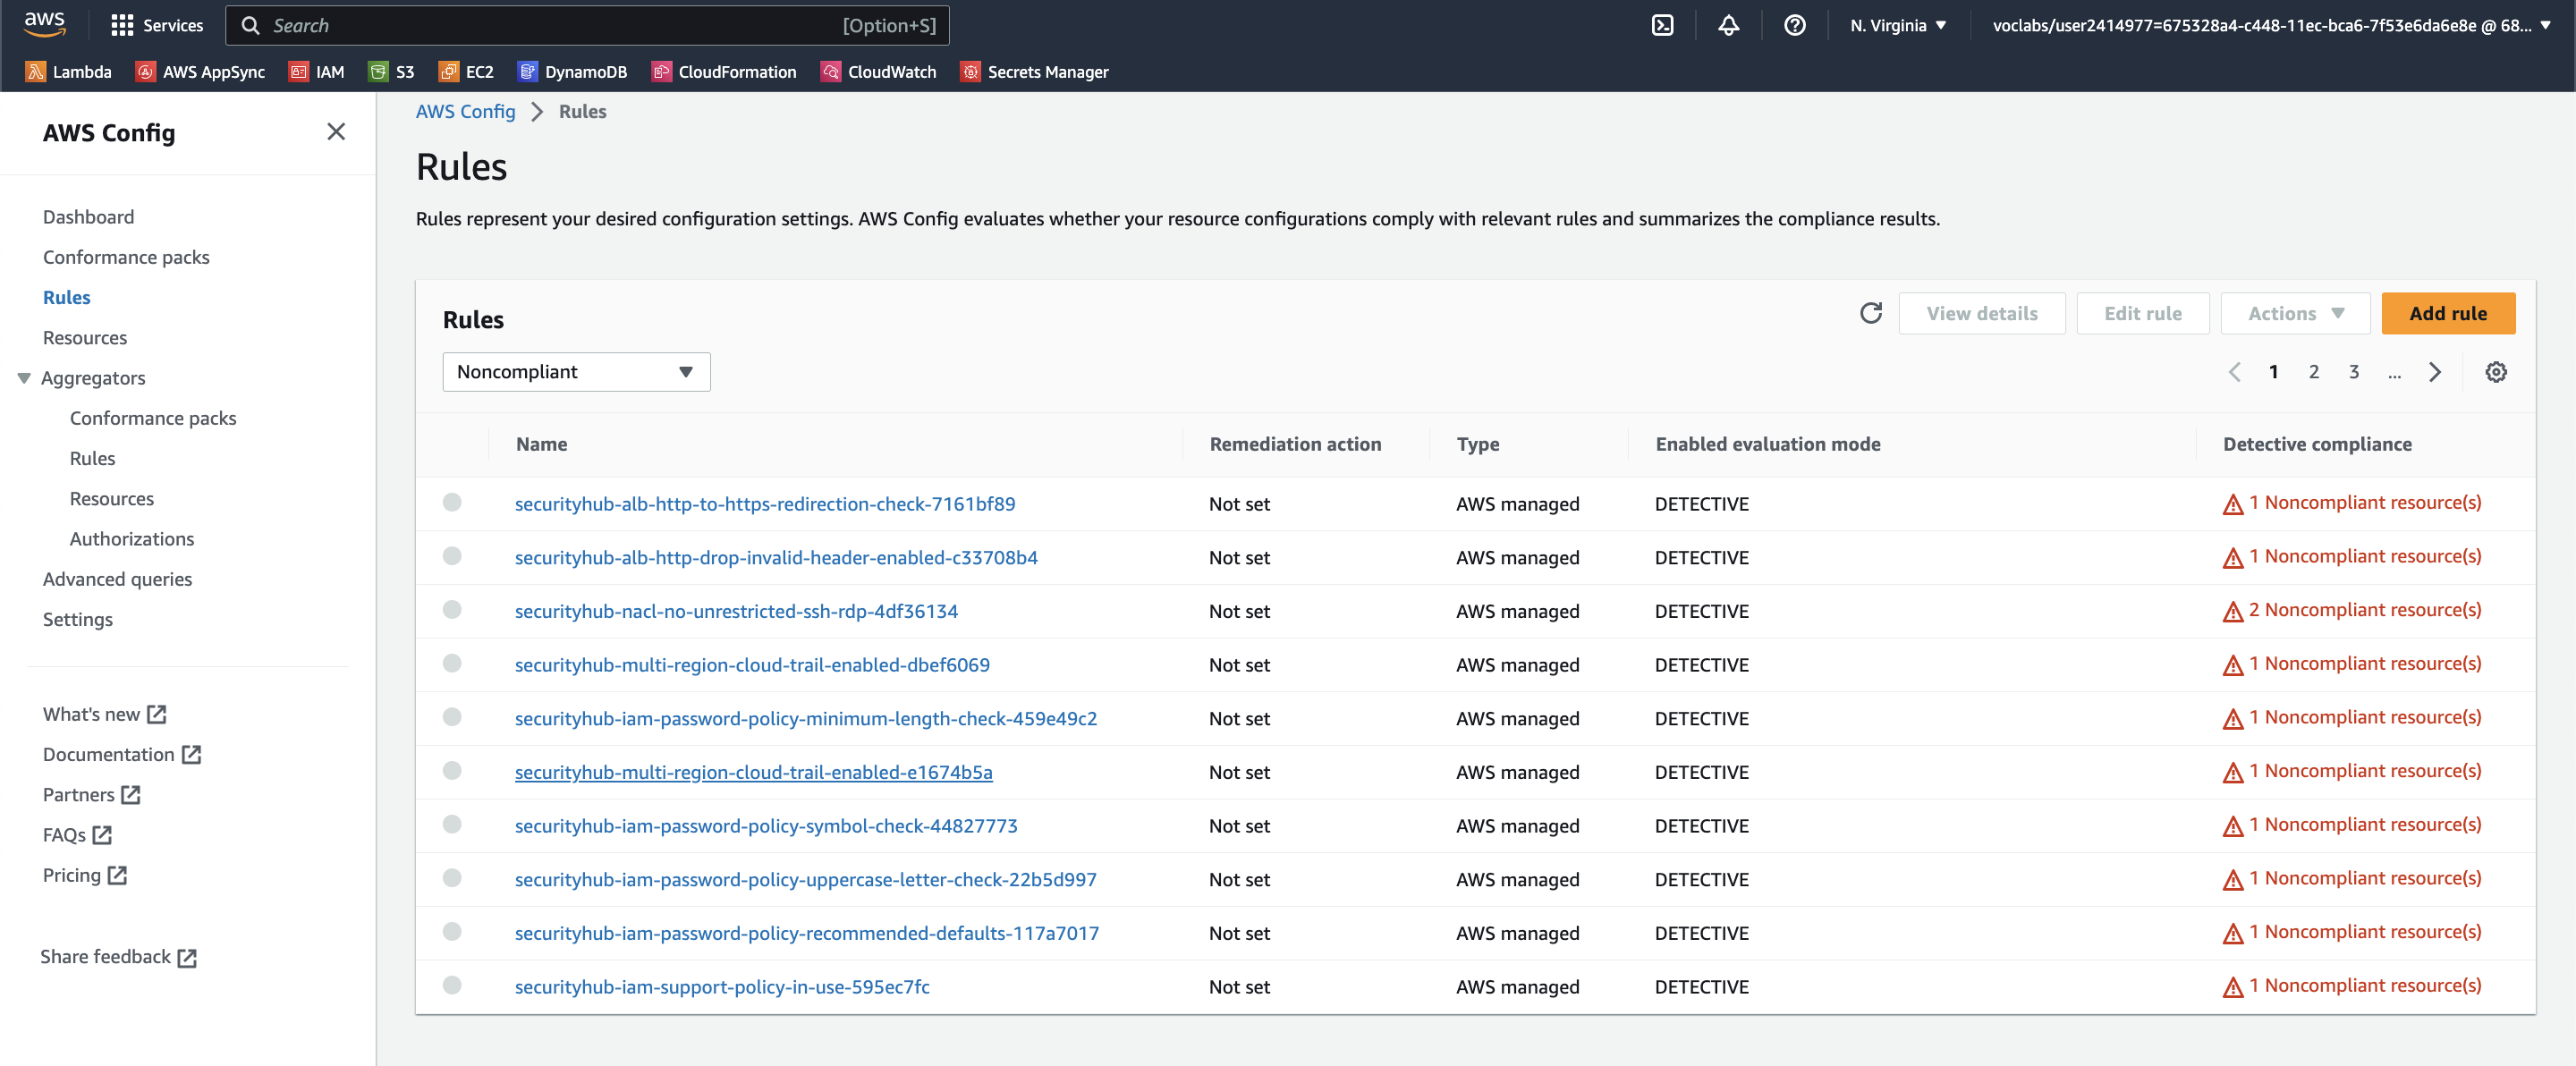 aws Services Search [Option+S] N. Virginia voclabs/user2414977=675328a4-c448-11ec-bca6-7f53e6da6e8e @ 68...
Lambda AWS AppSync IAM S3 EC2 DynamoDB CloudFormation CloudWatch Secrets Manager
AWS Config
Dashboard
Conformance packs
Rules
Resources
Aggregators
Conformance packs
Rules
Resources
Authorizations
Advanced queries
Settings
What's new
Documentation
Partners
FAQs
Pricing
Share feedback
AWS Config Rules
Rules
Rules represent your desired configuration settings. AWS Config evaluates whether your resource configurations comply with relevant rules and summarizes the compliance results.
Rules View details Edit rule Actions Add rule
Noncompliant 1 2 3 ...
Name Remediation action Type Enabled evaluation mode Detective compliance
securityhub-alb-http-to-https-redirection-check-7161bf89 Not set AWS managed DETECTIVE 1 Noncompliant resource(s)
securityhub-alb-http-drop-invalid-header-enabled-c33708b4 Not set AWS managed DETECTIVE 1 Noncompliant resource(s)
securityhub-nacl-no-unrestricted-ssh-rdp-4df36134 Not set AWS managed DETECTIVE 2 Noncompliant resource(s)
securityhub-multi-region-cloud-trail-enabled-dbef6069 Not set AWS managed DETECTIVE 1 Noncompliant resource(s)
securityhub-iam-password-policy-minimum-length-check-459e49c2 Not set AWS managed DETECTIVE 1 Noncompliant resource(s)
securityhub-multi-region-cloud-trail-enabled-e1674b5a Not set AWS managed DETECTIVE 1 Noncompliant resource(s)
securityhub-iam-password-policy-symbol-check-44827773 Not set AWS managed DETECTIVE 1 Noncompliant resource(s)
securityhub-iam-password-policy-uppercase-letter-check-22b5d997 Not set AWS managed DETECTIVE 1 Noncompliant resource(s)
securityhub-iam-password-policy-recommended-defaults-117a7017 Not set AWS managed DETECTIVE 1 Noncompliant resource(s)
securityhub-iam-support-policy-in-use-595ec7fc Not set AWS managed DETECTIVE 1 Noncompliant resource(s)